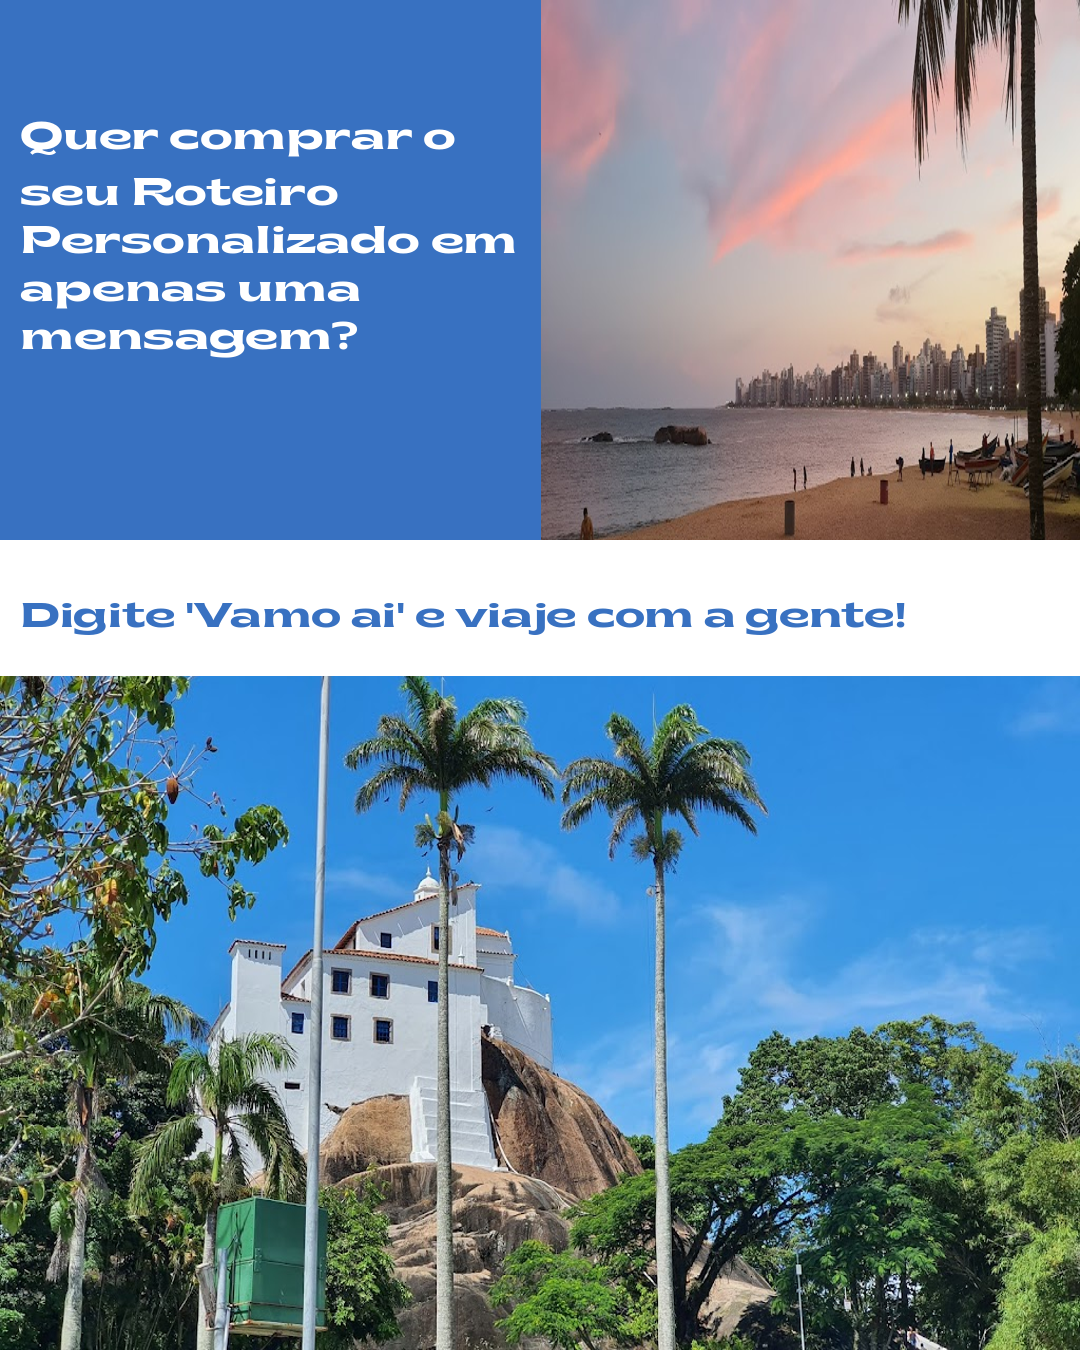 Quer comprar o
seu Roteiro
Personalizado em
apenas uma
mensagem?
Digite 'Vamo ai' e viaje com a gente!